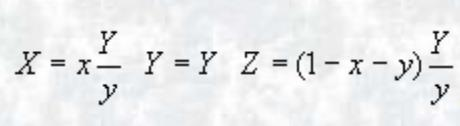 X = x Y/y   Y = Y   Z = (1 − x − y) Y/y